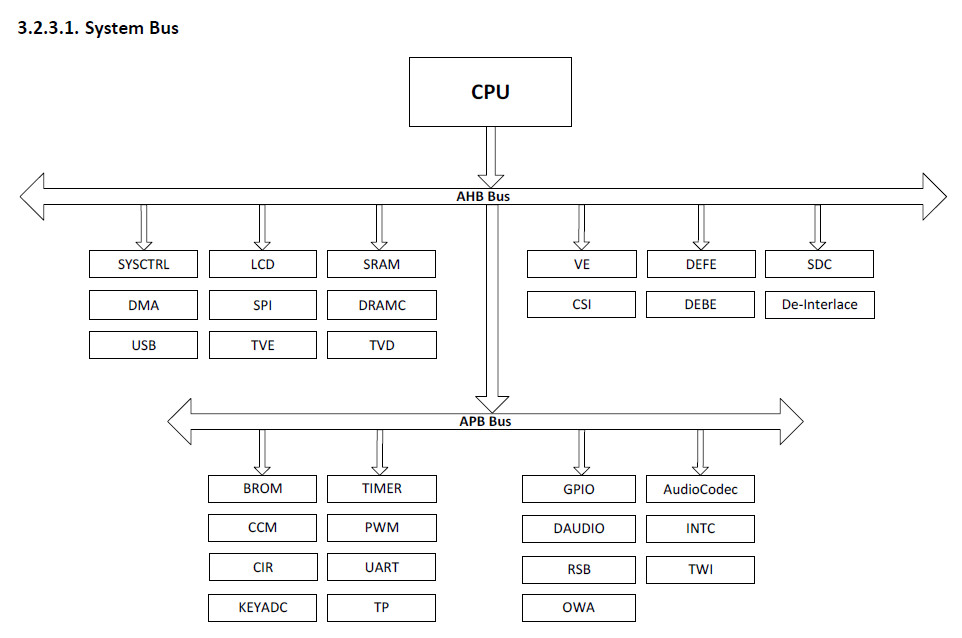 3.2.3.1. System Bus
CPU
AHB Bus
SYSCTRL
LCD
SRAM
VE
DEFE
SDC
DMA
SPI
DRAMC
CSI
DEBE
De-Interlace
USB
TVE
TVD
APB Bus
BROM
TIMER
GPIO
AudioCodec
CCM
PWM
DAUDIO
INTC
CIR
UART
RSB
TWI
KEYADC
TP
OWA